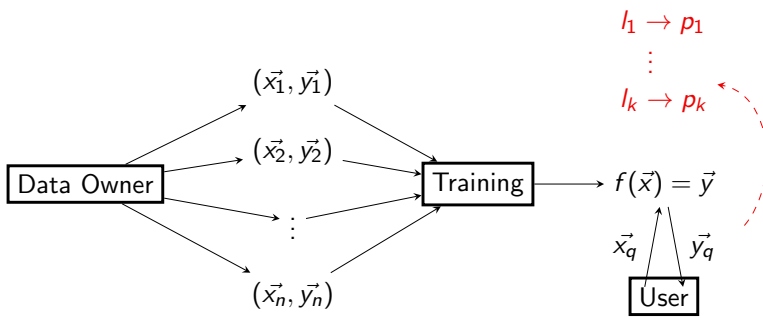 l₁ → p₁
⋮
lₖ → pₖ
(x⃗₁, y⃗₁)
(x⃗₂, y⃗₂)
Data Owner
Training
f(x⃗) = y⃗
⋮
x⃗_q
y⃗_q
(x⃗ₙ, y⃗ₙ)
User